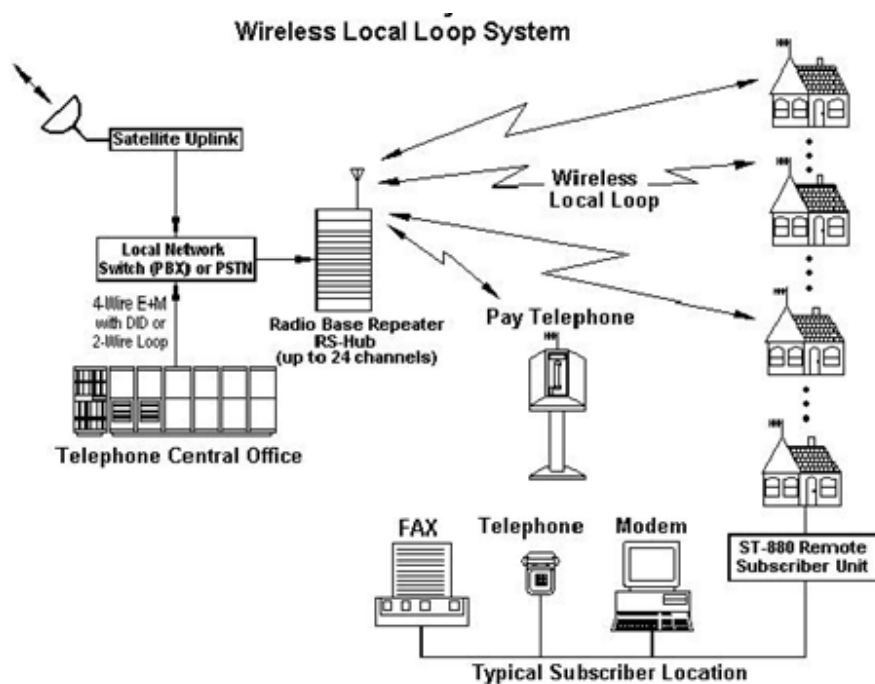 Wireless Local Loop System
Satellite Uplink
Local Network
Switch (PBX) or PSTN
4-Wire E+M
with DID or
2-Wire Loop
Telephone Central Office
Radio Base Repeater
RS-Hub
(up to 24 channels)
Wireless
Local Loop
Pay Telephone
FAX
Telephone
Modem
ST-880 Remote
Subscriber Unit
Typical Subscriber Location